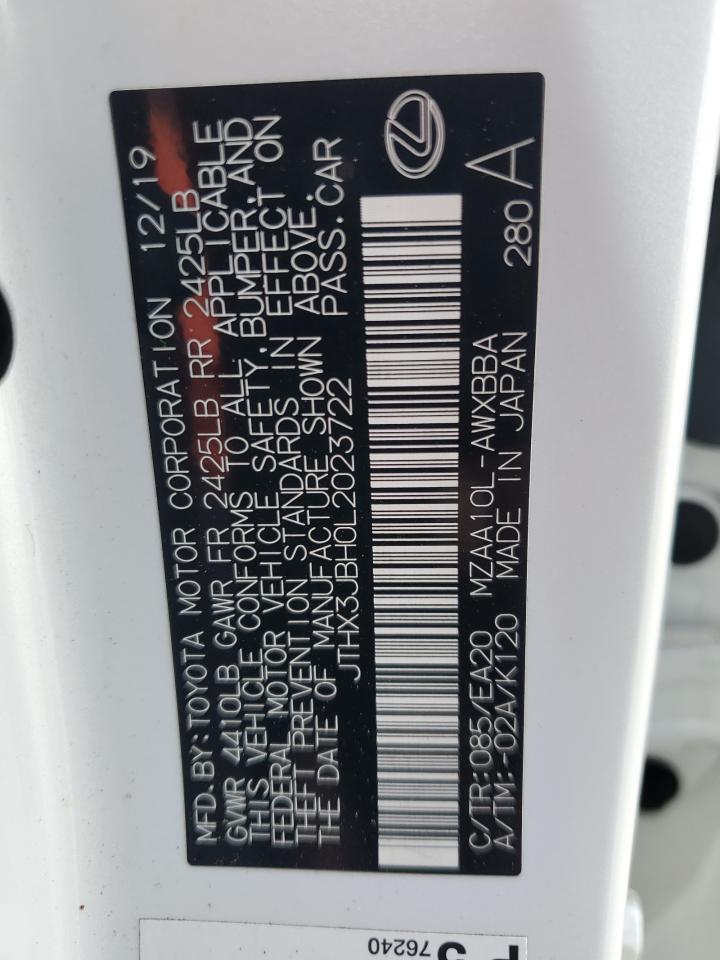 MFD. BY: TOYOTA MOTOR CORPORATION 12/19
GVWR 4410LB GAWR FR 2425LB RR 2425LB
THIS VEHICLE CONFORMS TO ALL APPLICABLE
FEDERAL MOTOR VEHICLE SAFETY, BUMPER, AND
THEFT PREVENTION STANDARDS IN EFFECT ON
THE DATE OF MANUFACTURE SHOWN ABOVE.
JTHX3JBH0L2023722 PASS. CAR
C/TR:085/EA20 MZAA10L-AWXBBA
A/TM:-02A/K120 MADE IN JAPAN 280 A
76240